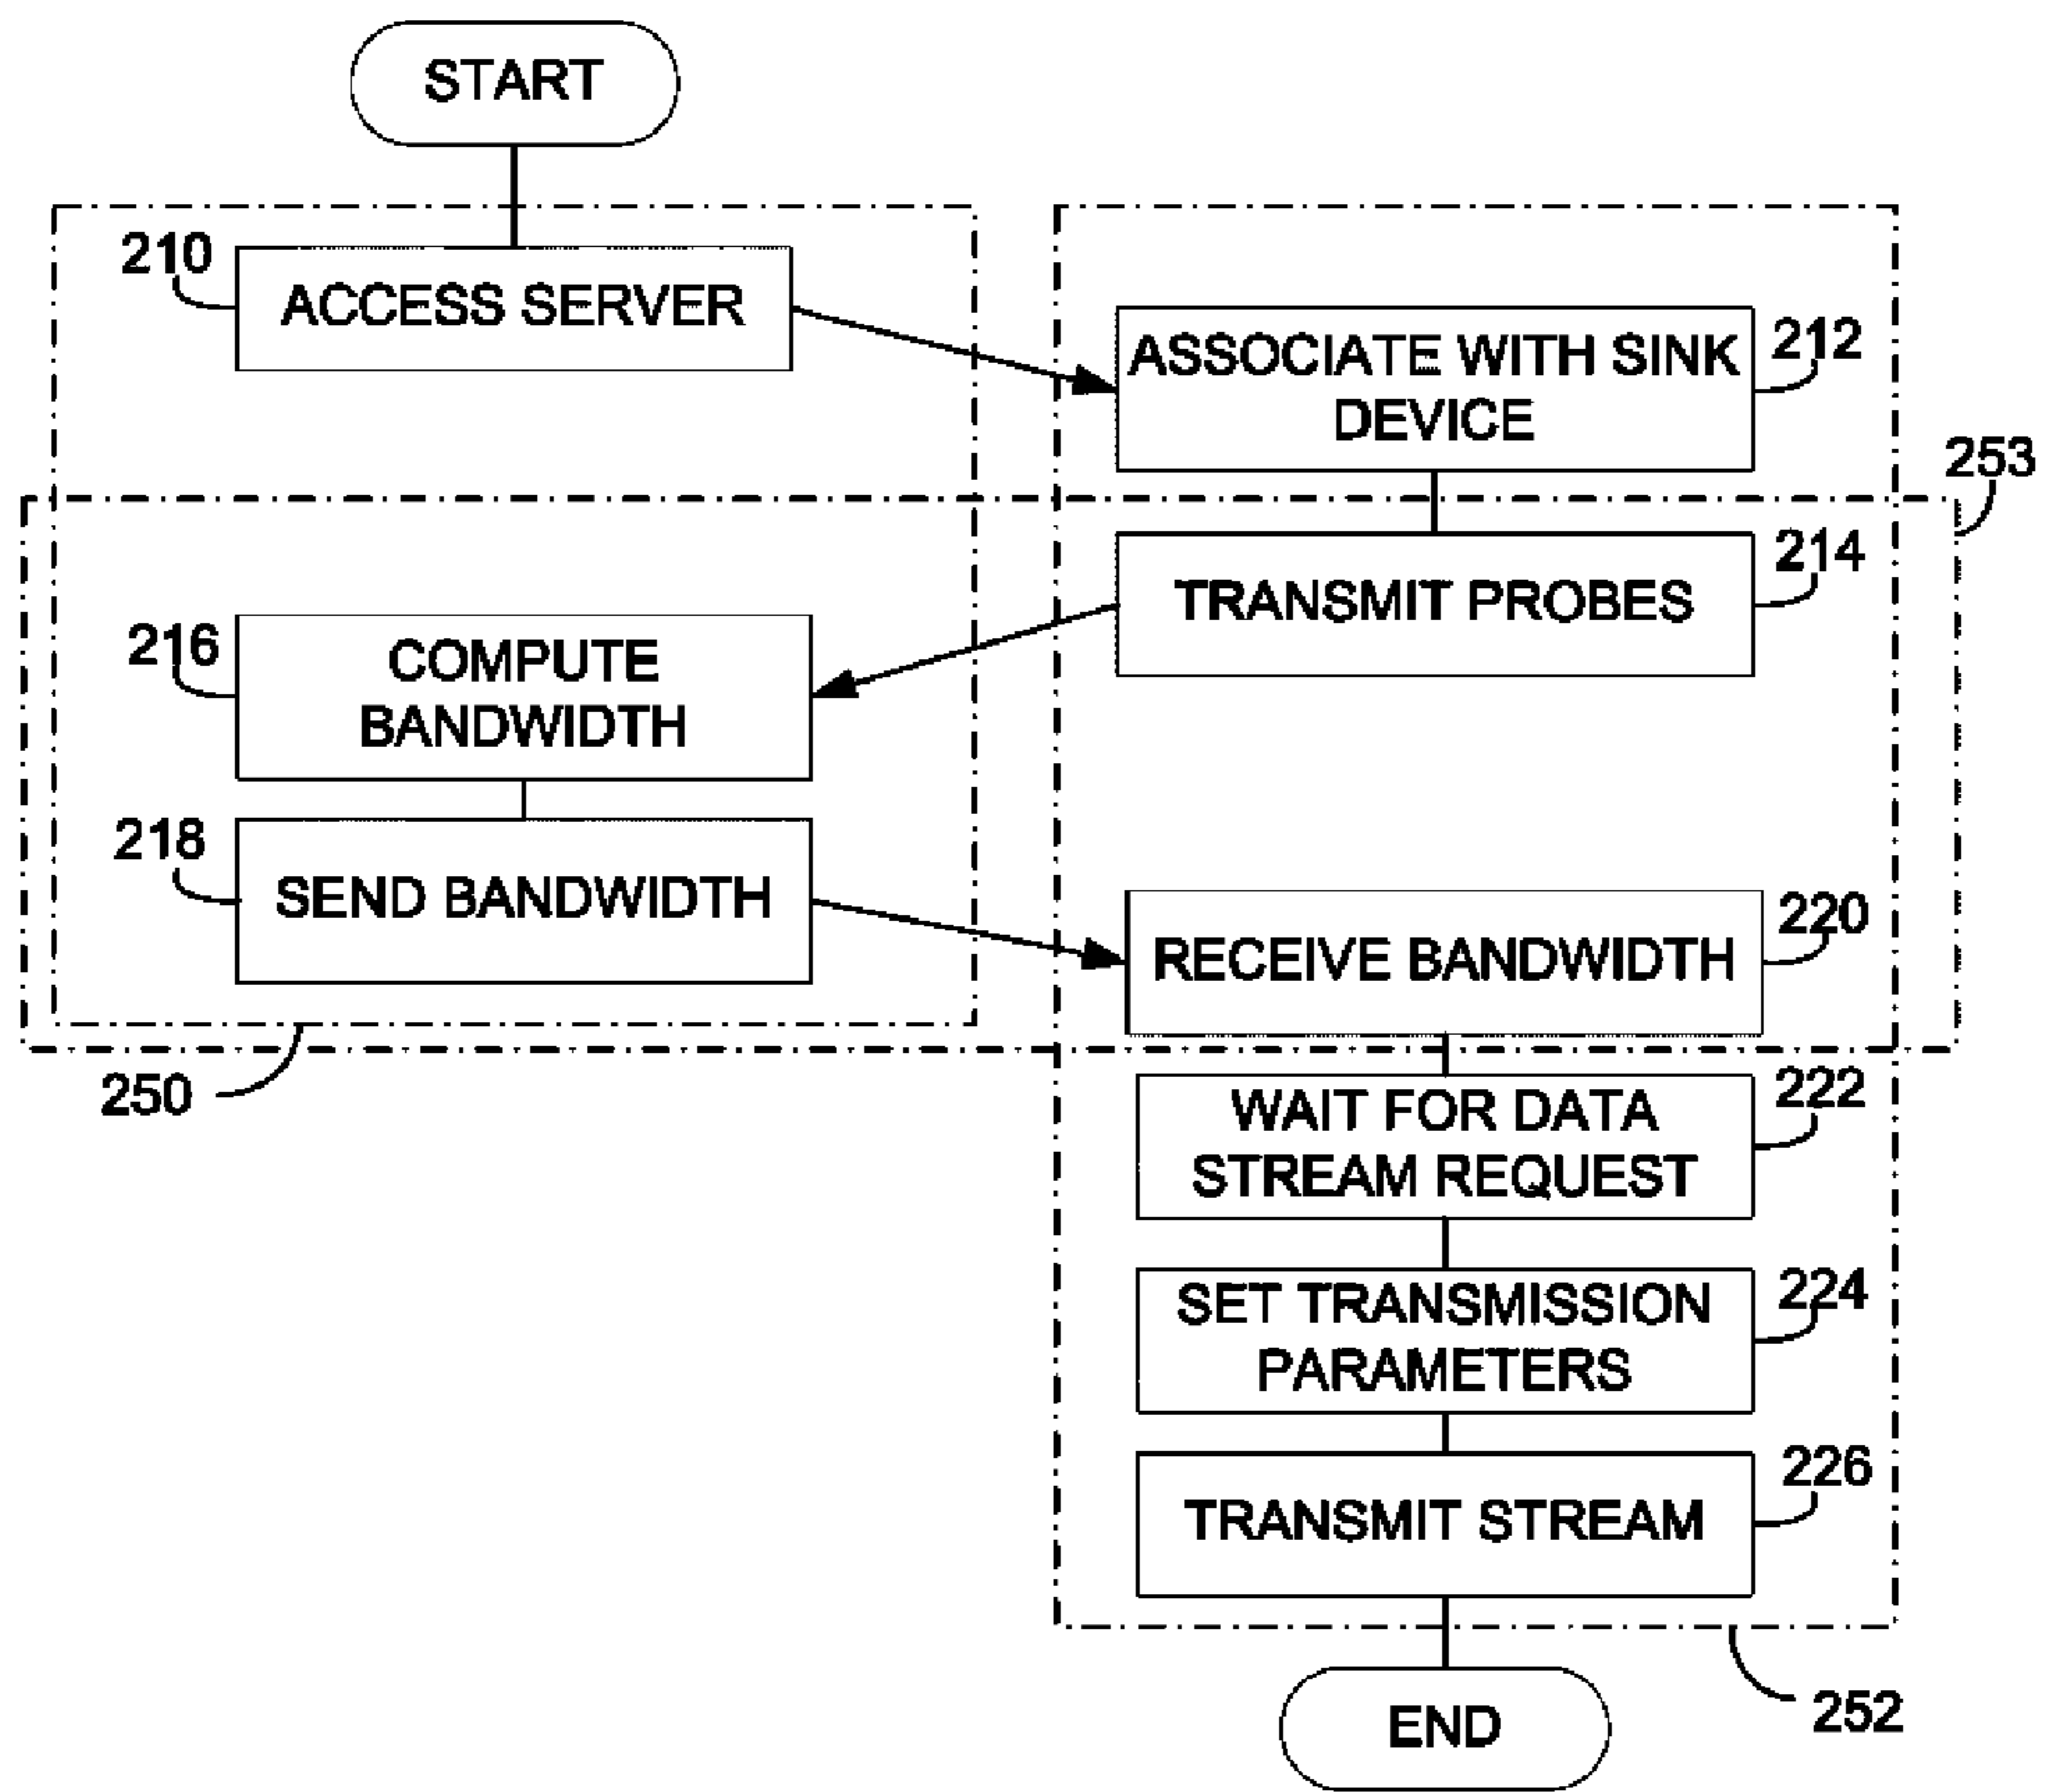 START
210
ACCESS SERVER
ASSOCIATE WITH SINK
DEVICE
212
253
TRANSMIT PROBES
214
216
COMPUTE
BANDWIDTH
218
SEND BANDWIDTH
RECEIVE BANDWIDTH
220
250
WAIT FOR DATA
STREAM REQUEST
222
SET TRANSMISSION
PARAMETERS
224
TRANSMIT STREAM
226
END
252